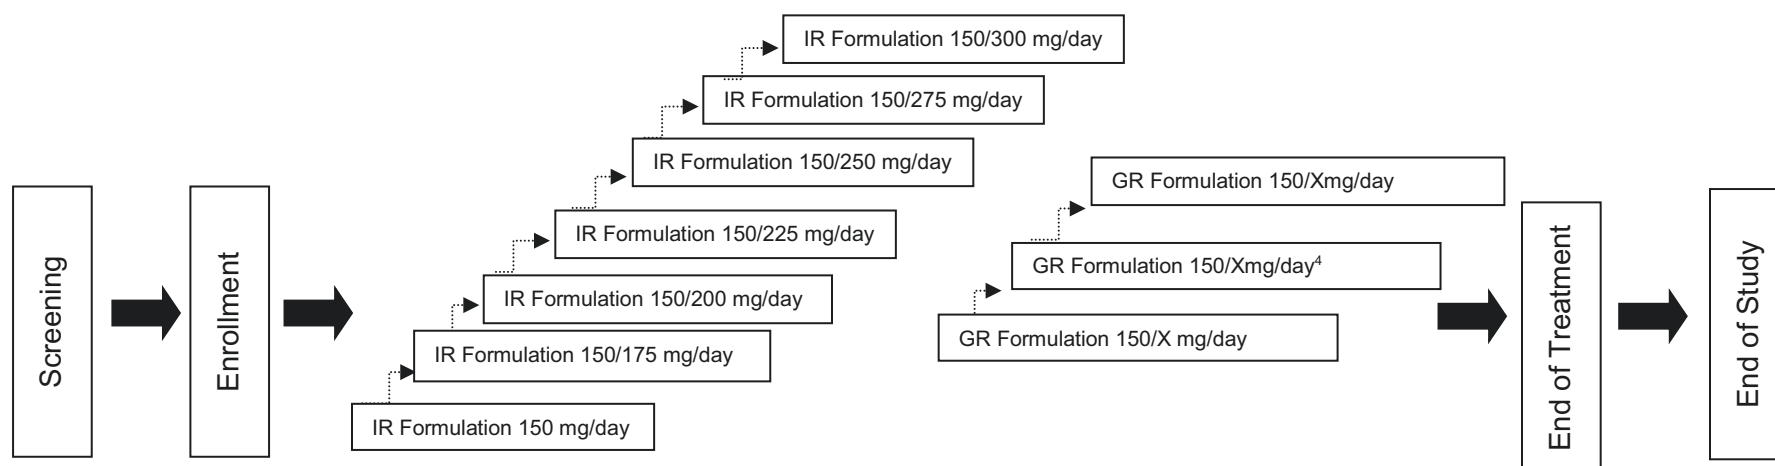 Screening
Enrollment
IR Formulation 150/300 mg/day
IR Formulation 150/275 mg/day
IR Formulation 150/250 mg/day
IR Formulation 150/225 mg/day
IR Formulation 150/200 mg/day
IR Formulation 150/175 mg/day
IR Formulation 150 mg/day
GR Formulation 150/Xmg/day
GR Formulation 150/Xmg/day⁴
GR Formulation 150/X mg/day
End of Treatment
End of Study